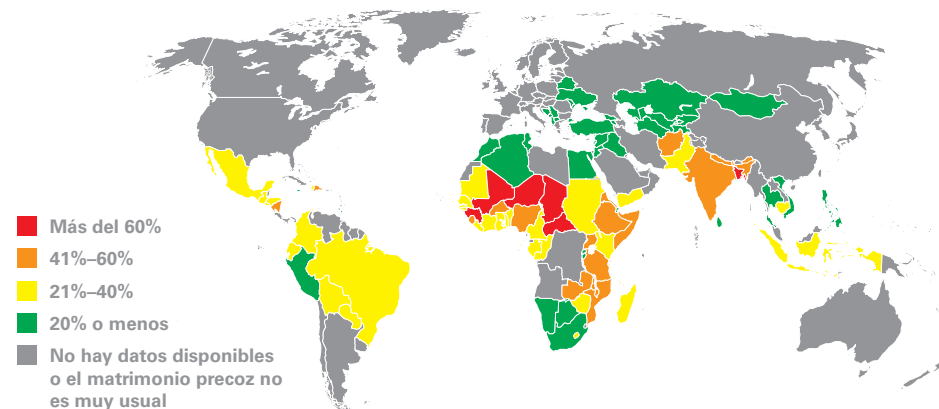 Más del 60%
41%–60%
21%–40%
20% o menos
No hay datos disponibles
o el matrimonio precoz no
es muy usual